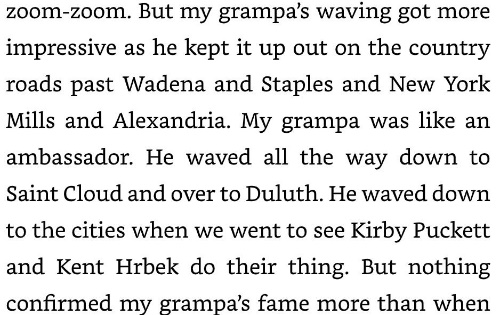 zoom-zoom. But my grampa’s waving got more
impressive as he kept it up out on the country
roads past Wadena and Staples and New York
Mills and Alexandria. My grampa was like an
ambassador. He waved all the way down to
Saint Cloud and over to Duluth. He waved down
to the cities when we went to see Kirby Puckett
and Kent Hrbek do their thing. But nothing
confirmed my grampa’s fame more than when